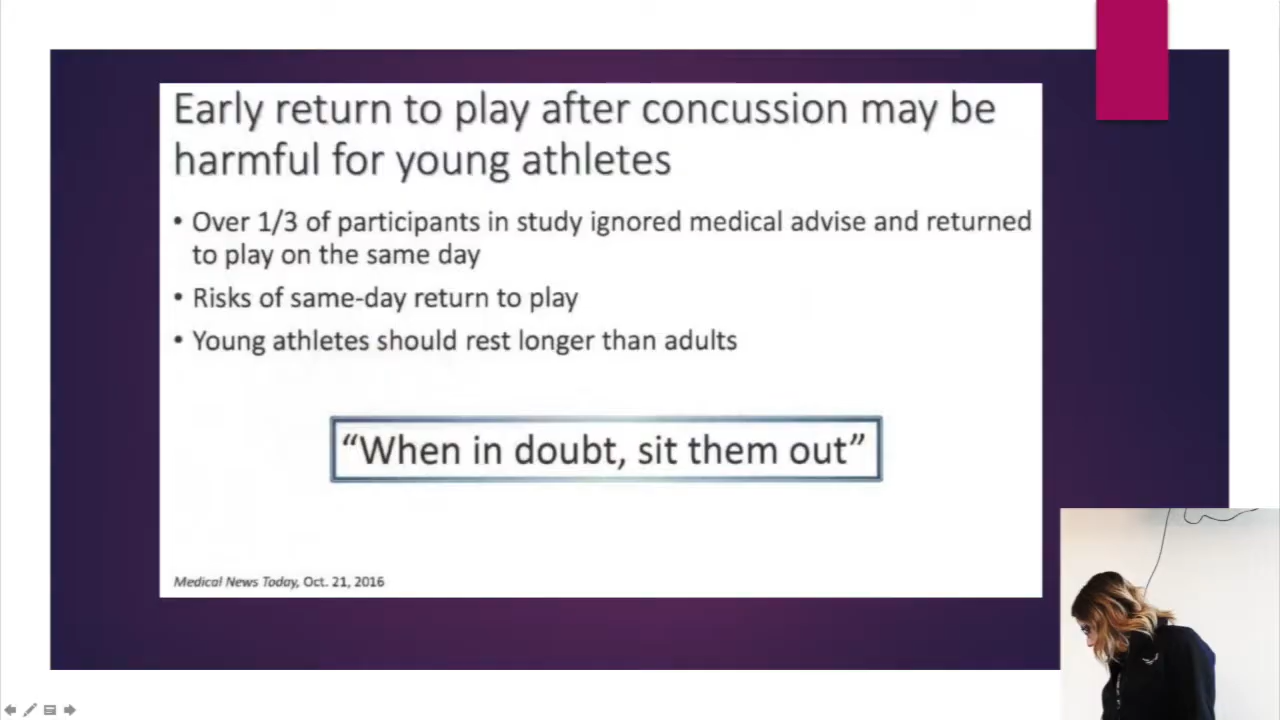 Early return to play after concussion may be
harmful for young athletes
• Over 1/3 of participants in study ignored medical advise and returned
to play on the same day
• Risks of same-day return to play
• Young athletes should rest longer than adults
“When in doubt, sit them out”
Medical News Today, Oct. 21, 2016